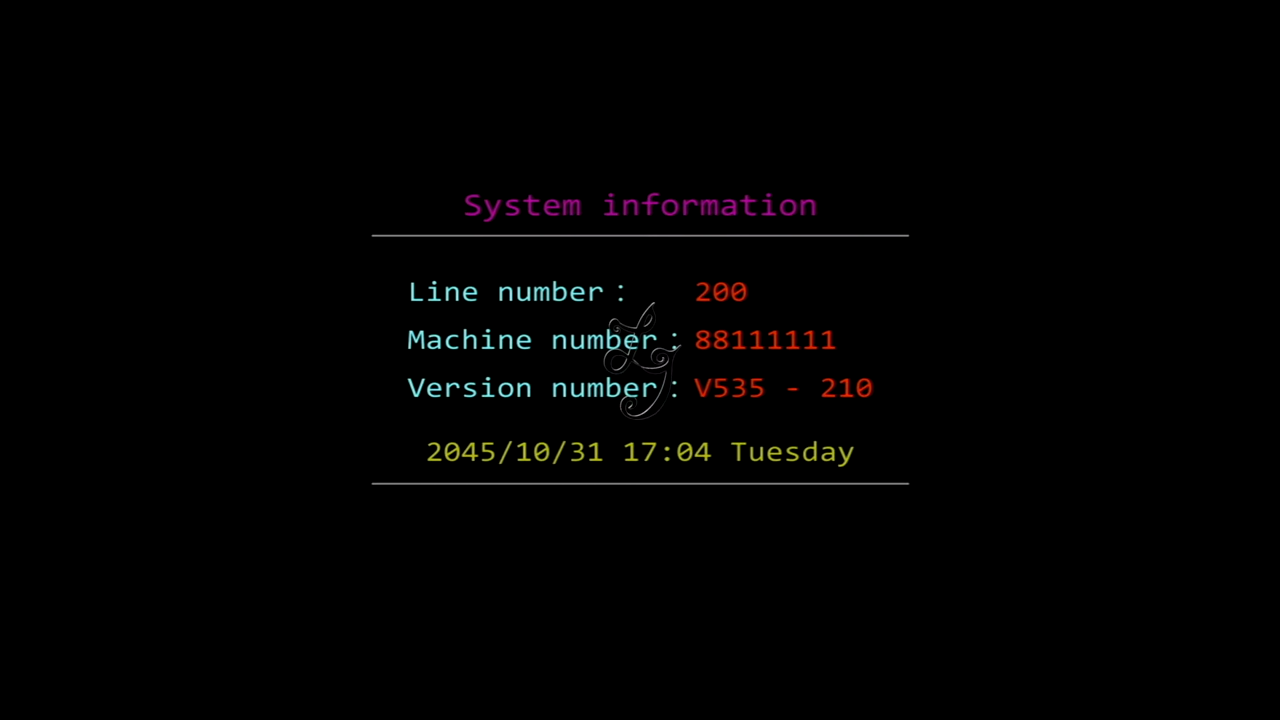 System information
Line number : 200
Machine number : 88111111
Version number : V535 - 210
2045/10/31 17:04 Tuesday